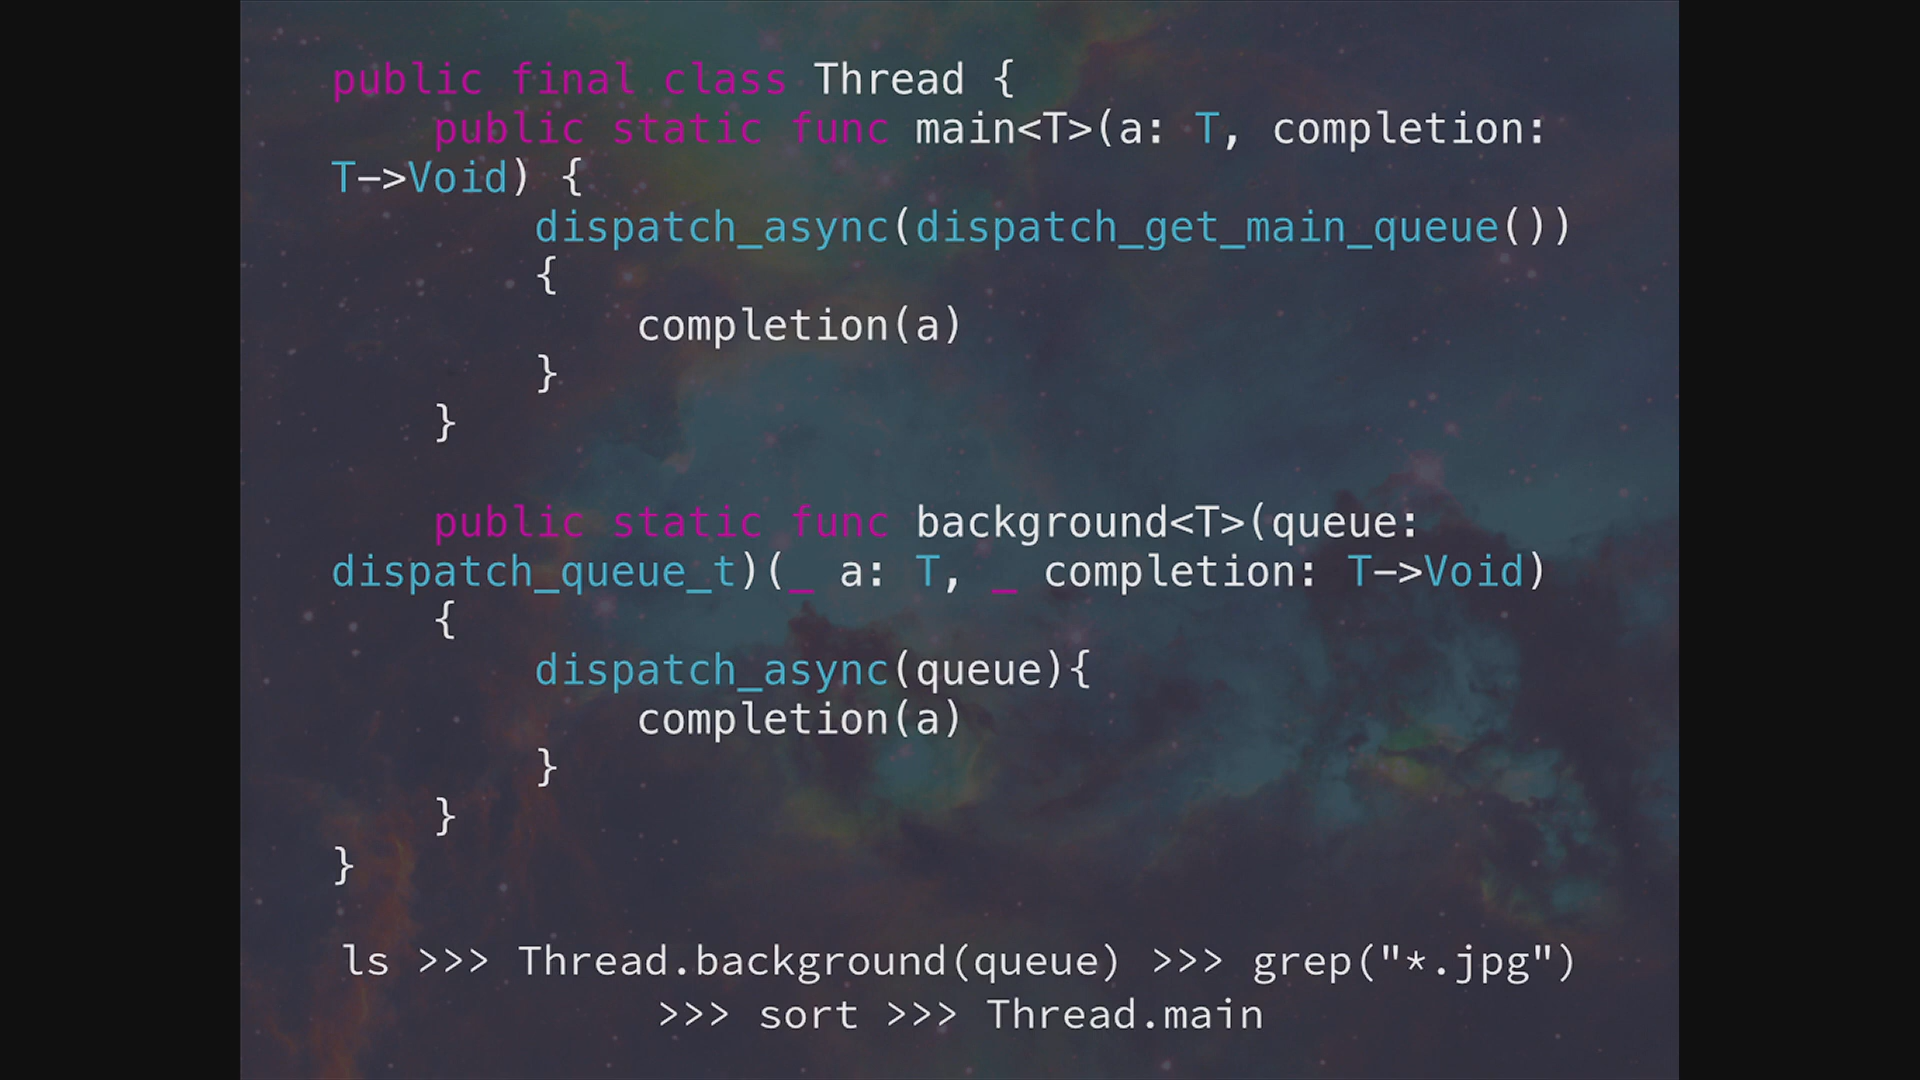 public final class Thread {
    public static func main<T>(a: T, completion:
T->Void) {
        dispatch_async(dispatch_get_main_queue())
        {
            completion(a)
        }
    }

    public static func background<T>(queue:
dispatch_queue_t)(_ a: T, _ completion: T->Void)
    {
        dispatch_async(queue){
            completion(a)
        }
    }
}

ls >>> Thread.background(queue) >>> grep("*.jpg")
>>> sort >>> Thread.main